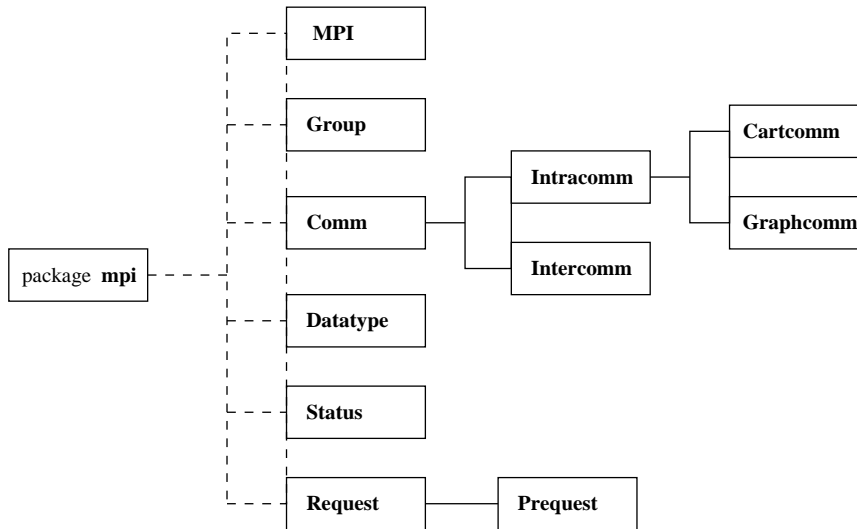 MPI
Group
Cartcomm
Intracomm
Comm
Graphcomm
package mpi
Intercomm
Datatype
Status
Request
Prequest